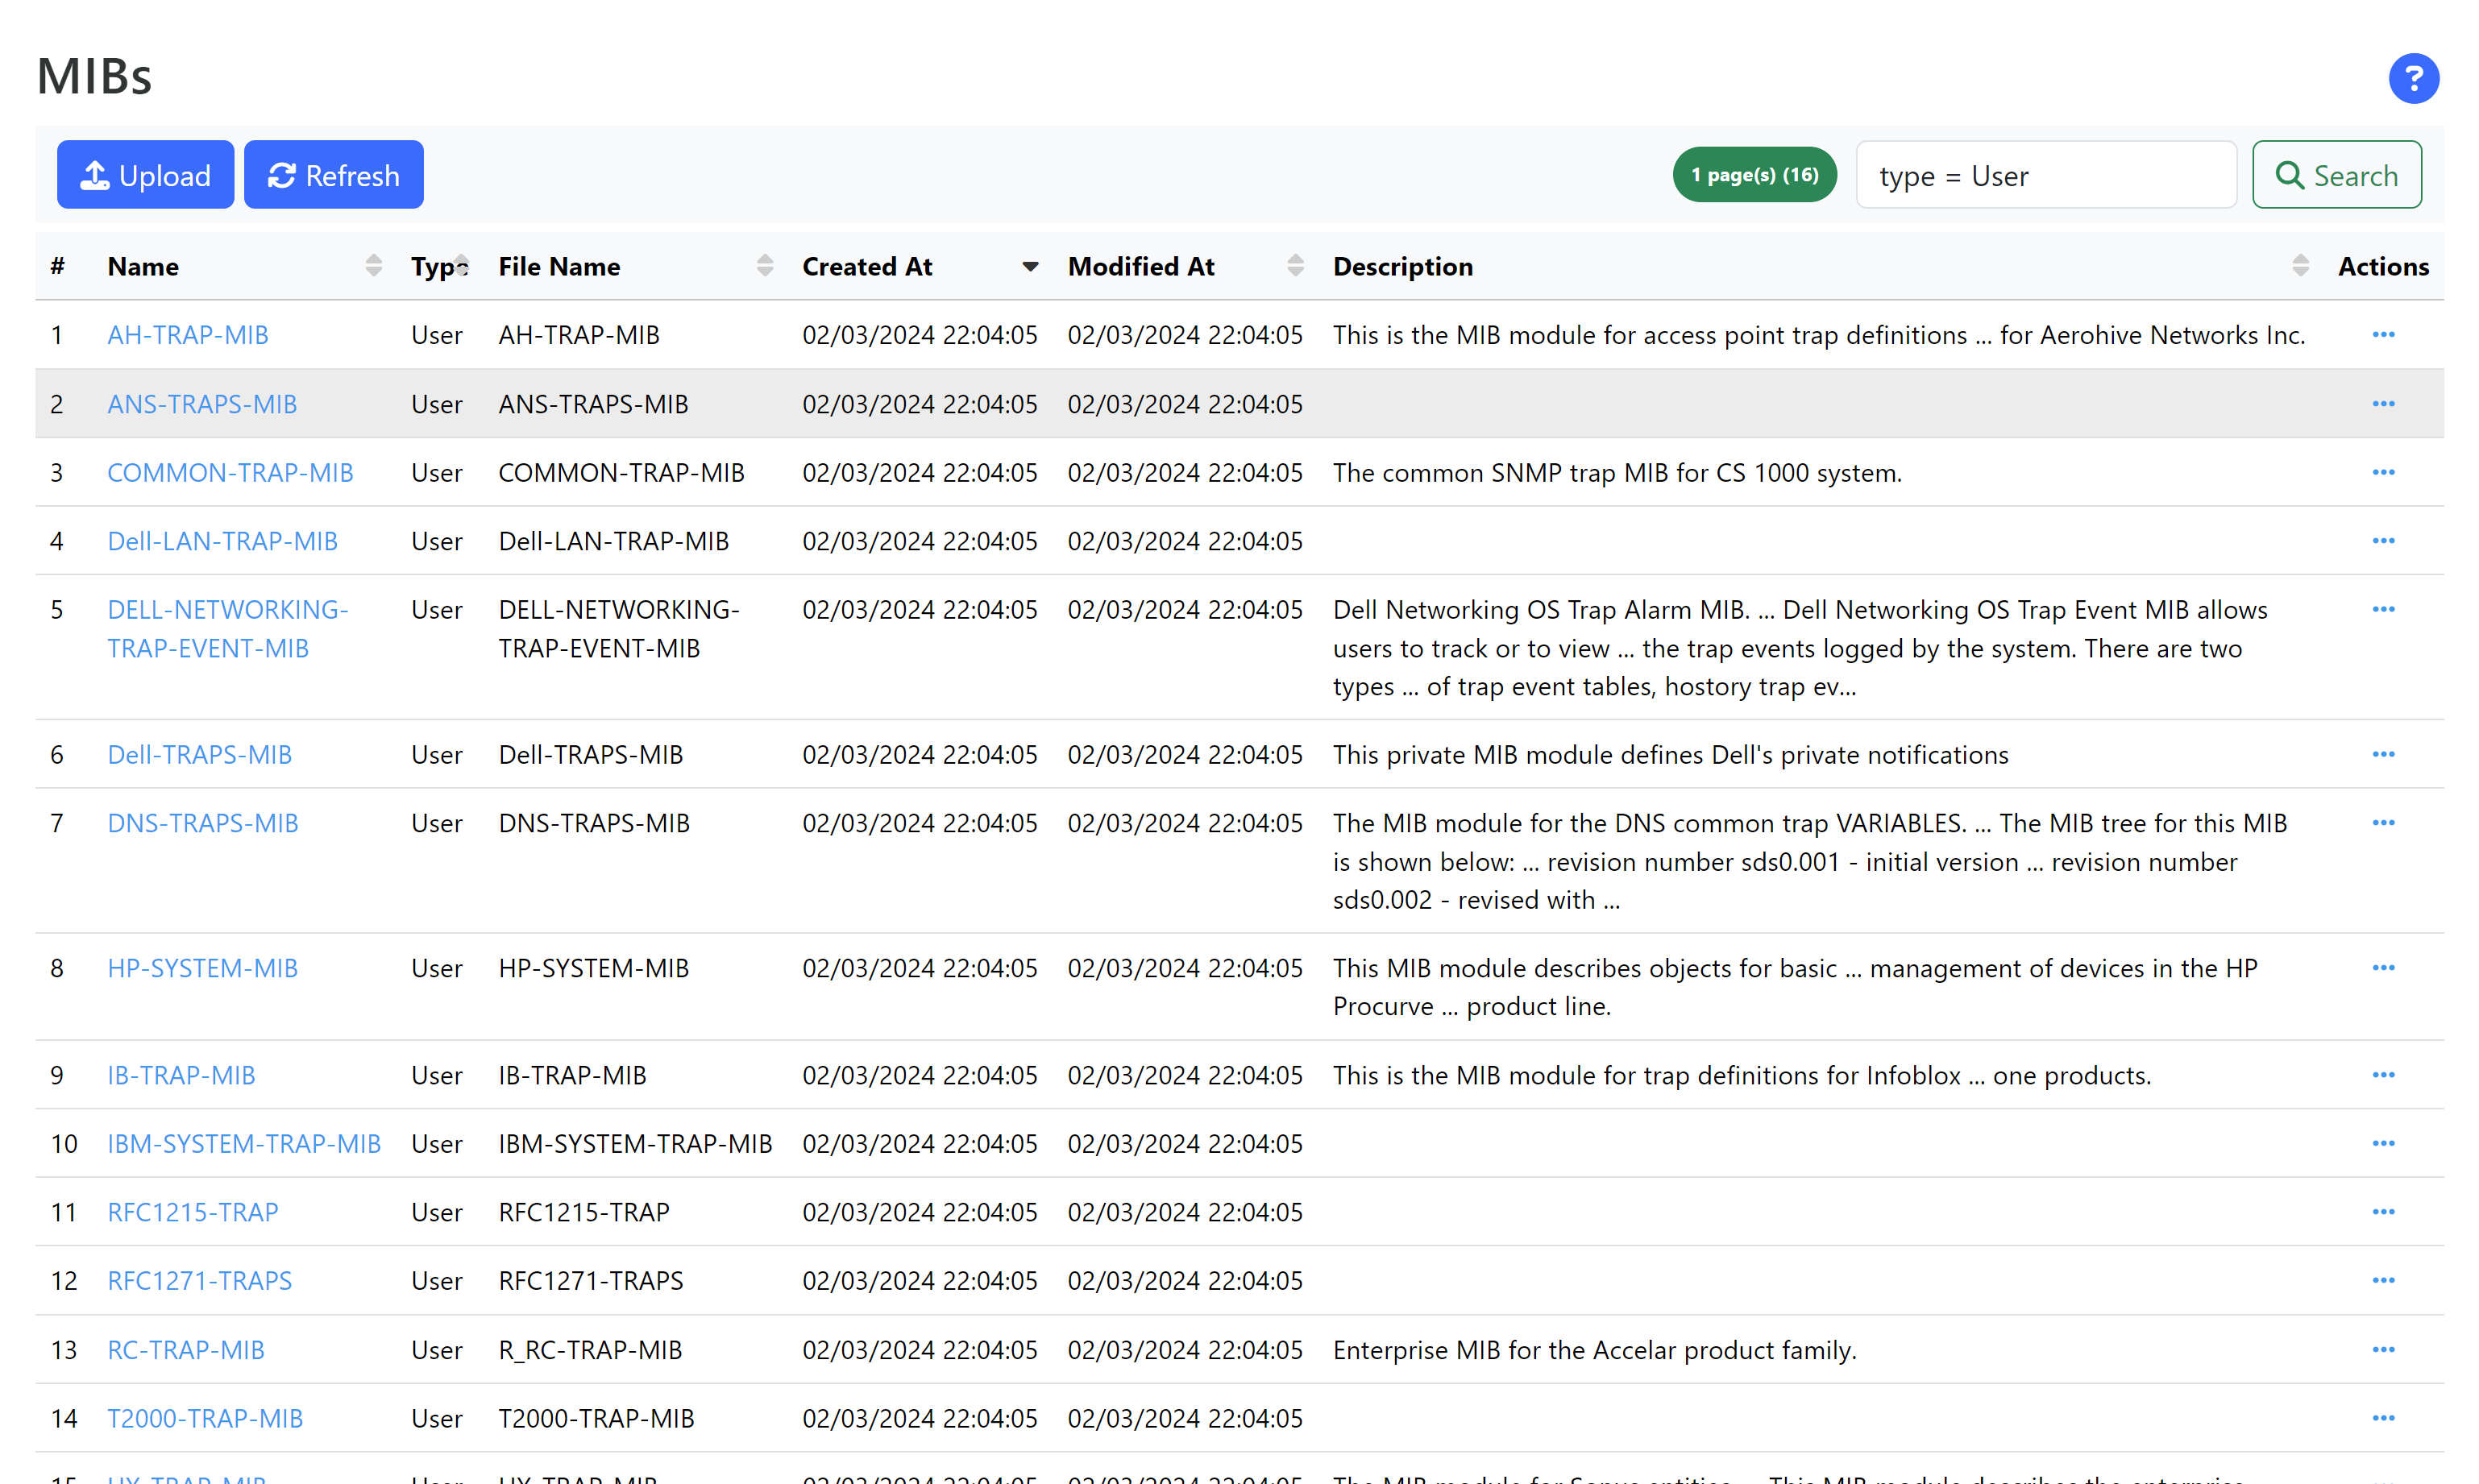 MIBs
?
Upload Refresh 1 page(s) (16) type = User Search
# Name Type File Name Created At Modified At Description Actions
1 AH-TRAP-MIB User AH-TRAP-MIB 02/03/2024 22:04:05 02/03/2024 22:04:05 This is the MIB module for access point trap definitions ... for Aerohive Networks Inc.
2 ANS-TRAPS-MIB User ANS-TRAPS-MIB 02/03/2024 22:04:05 02/03/2024 22:04:05
3 COMMON-TRAP-MIB User COMMON-TRAP-MIB 02/03/2024 22:04:05 02/03/2024 22:04:05 The common SNMP trap MIB for CS 1000 system.
4 Dell-LAN-TRAP-MIB User Dell-LAN-TRAP-MIB 02/03/2024 22:04:05 02/03/2024 22:04:05
5 DELL-NETWORKING- User DELL-NETWORKING- 02/03/2024 22:04:05 02/03/2024 22:04:05 Dell Networking OS Trap Alarm MIB. ... Dell Networking OS Trap Event MIB allows
TRAP-EVENT-MIB TRAP-EVENT-MIB users to track or to view ... the trap events logged by the system. There are two
types ... of trap event tables, hostory trap ev...
6 Dell-TRAPS-MIB User Dell-TRAPS-MIB 02/03/2024 22:04:05 02/03/2024 22:04:05 This private MIB module defines Dell's private notifications
7 DNS-TRAPS-MIB User DNS-TRAPS-MIB 02/03/2024 22:04:05 02/03/2024 22:04:05 The MIB module for the DNS common trap VARIABLES. ... The MIB tree for this MIB
is shown below: ... revision number sds0.001 - initial version ... revision number
sds0.002 - revised with ...
8 HP-SYSTEM-MIB User HP-SYSTEM-MIB 02/03/2024 22:04:05 02/03/2024 22:04:05 This MIB module describes objects for basic ... management of devices in the HP
Procurve ... product line.
9 IB-TRAP-MIB User IB-TRAP-MIB 02/03/2024 22:04:05 02/03/2024 22:04:05 This is the MIB module for trap definitions for Infoblox ... one products.
10 IBM-SYSTEM-TRAP-MIB User IBM-SYSTEM-TRAP-MIB 02/03/2024 22:04:05 02/03/2024 22:04:05
11 RFC1215-TRAP User RFC1215-TRAP 02/03/2024 22:04:05 02/03/2024 22:04:05
12 RFC1271-TRAPS User RFC1271-TRAPS 02/03/2024 22:04:05 02/03/2024 22:04:05
13 RC-TRAP-MIB User R_RC-TRAP-MIB 02/03/2024 22:04:05 02/03/2024 22:04:05 Enterprise MIB for the Accelar product family.
14 T2000-TRAP-MIB User T2000-TRAP-MIB 02/03/2024 22:04:05 02/03/2024 22:04:05